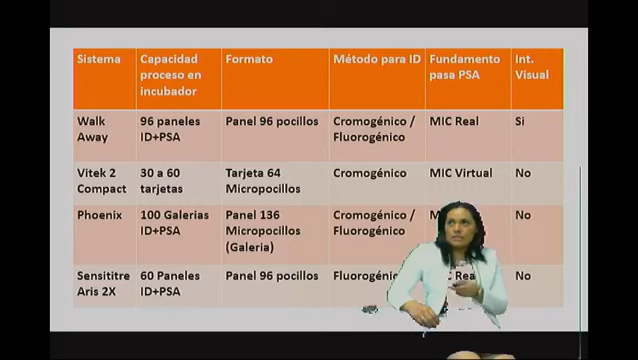 Sistema
Capacidad
proceso en
incubador
Formato
Método para ID
Fundamento
pasa PSA
Int.
Visual
Walk
Away
96 paneles
ID+PSA
Panel 96 pocillos
Cromogénico /
Fluorogénico
MIC Real
Si
Vitek 2
Compact
30 a 60
tarjetas
Tarjeta 64
Micropocillos
Cromogénico
MIC Virtual
No
Phoenix
100 Galerias
ID+PSA
Panel 136
Micropocillos
(Galeria)
Cromogénico /
Fluorogénico
No
Sensititre
Aris 2X
60 Paneles
ID+PSA
Panel 96 pocillos
No